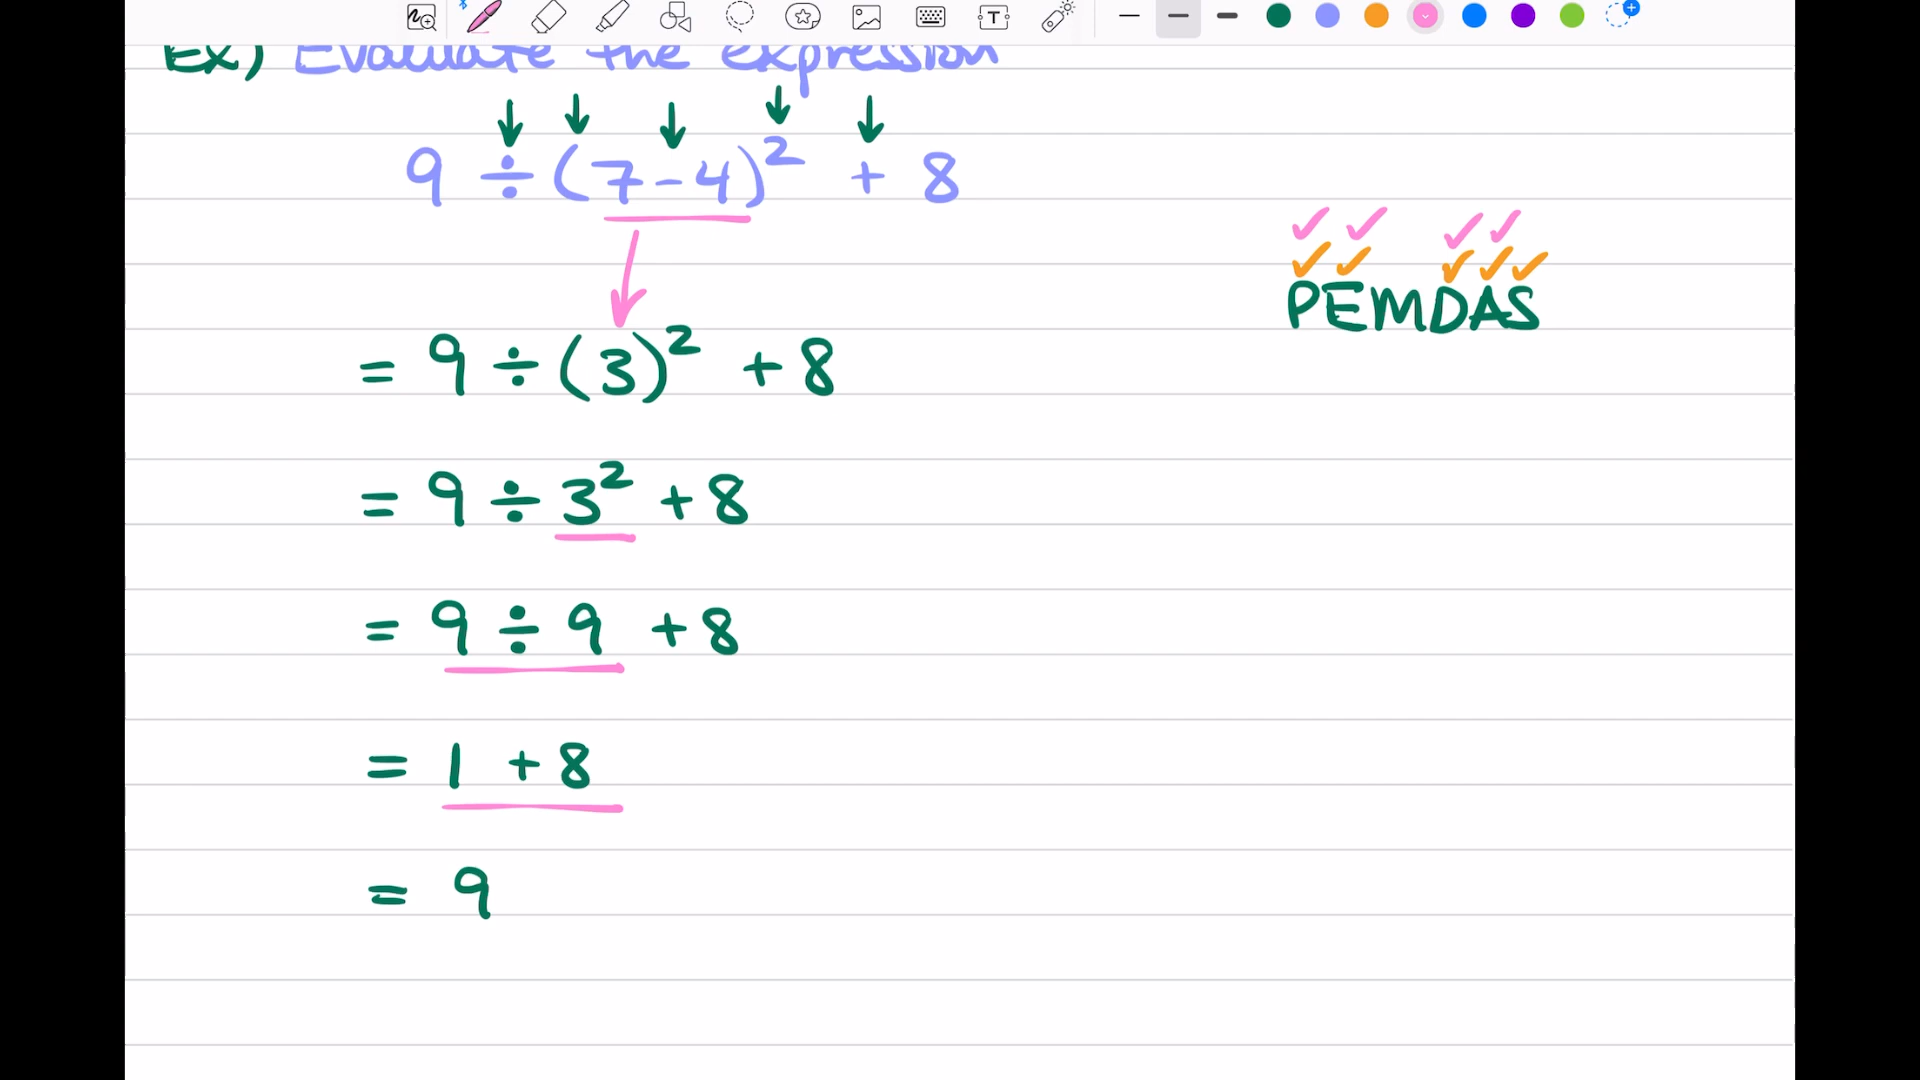 Ex) Evaluate the expression
9 ÷ (7-4)² + 8
PEMDAS
= 9 ÷ (3)² + 8
= 9 ÷ 3² + 8
= 9 ÷ 9 + 8
= 1 + 8
= 9